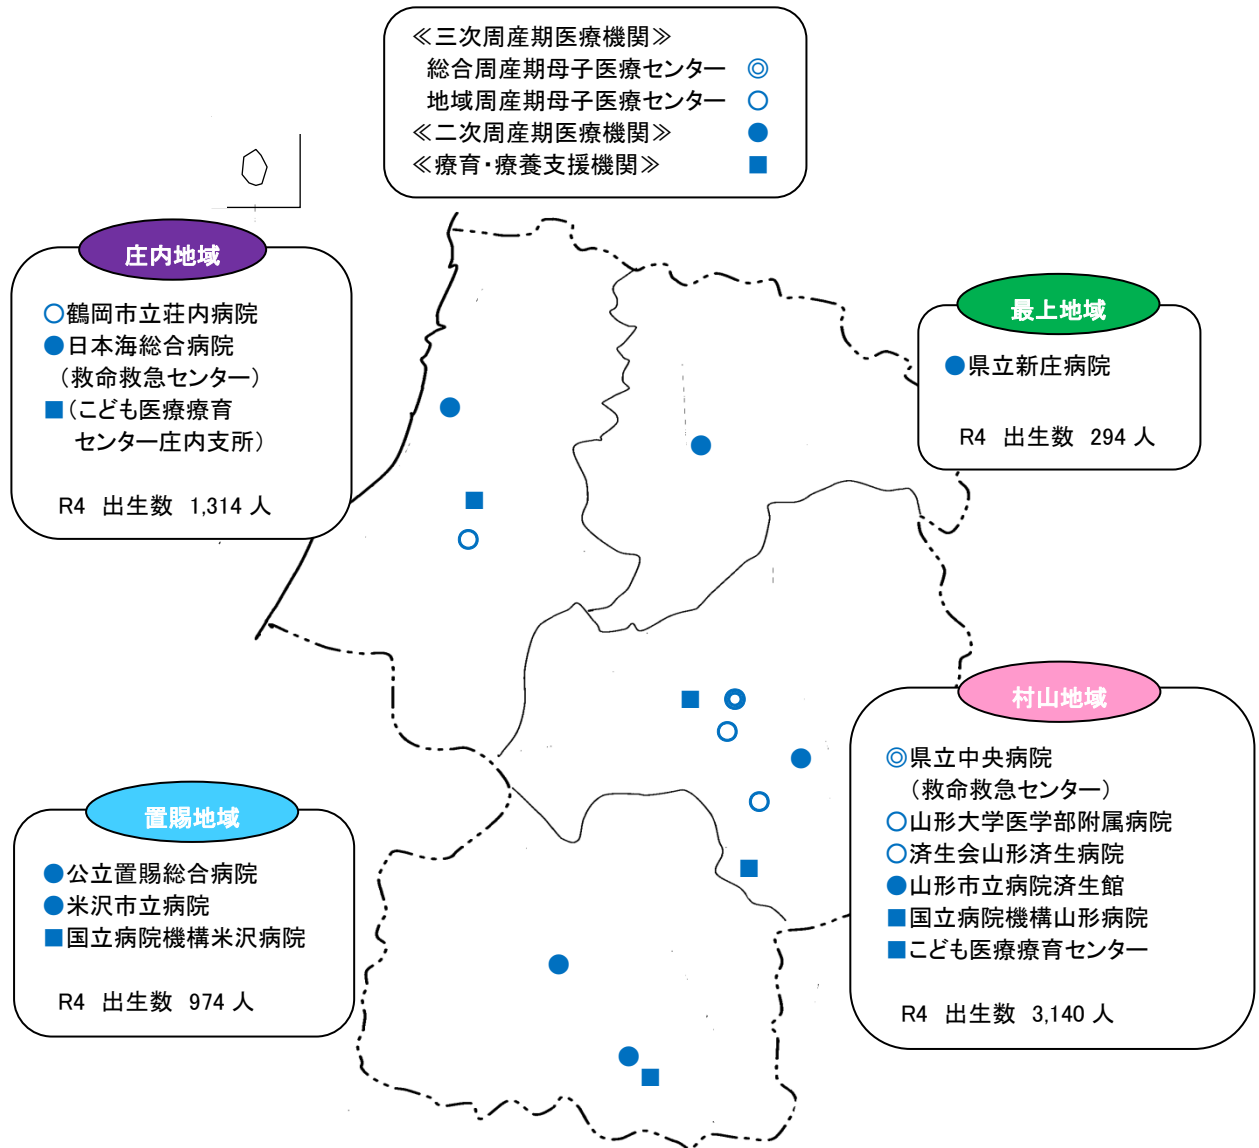 ≪三次周産期医療機関≫
総合周産期母子医療センター ◎
地域周産期母子医療センター ○
≪二次周産期医療機関≫ ●
≪療育・療養支援機関≫ ■
庄内地域
○鶴岡市立荘内病院
●日本海総合病院
（救命救急センター）
■（こども医療療育
センター庄内支所）
R4 出生数 1,314 人
最上地域
●県立新庄病院
R4 出生数 294 人
村山地域
◎県立中央病院
（救命救急センター）
○山形大学医学部附属病院
○済生会山形済生病院
●山形市立病院済生館
■国立病院機構山形病院
■こども医療療育センター
R4 出生数 3,140 人
置賜地域
●公立置賜総合病院
●米沢市立病院
■国立病院機構米沢病院
R4 出生数 974 人